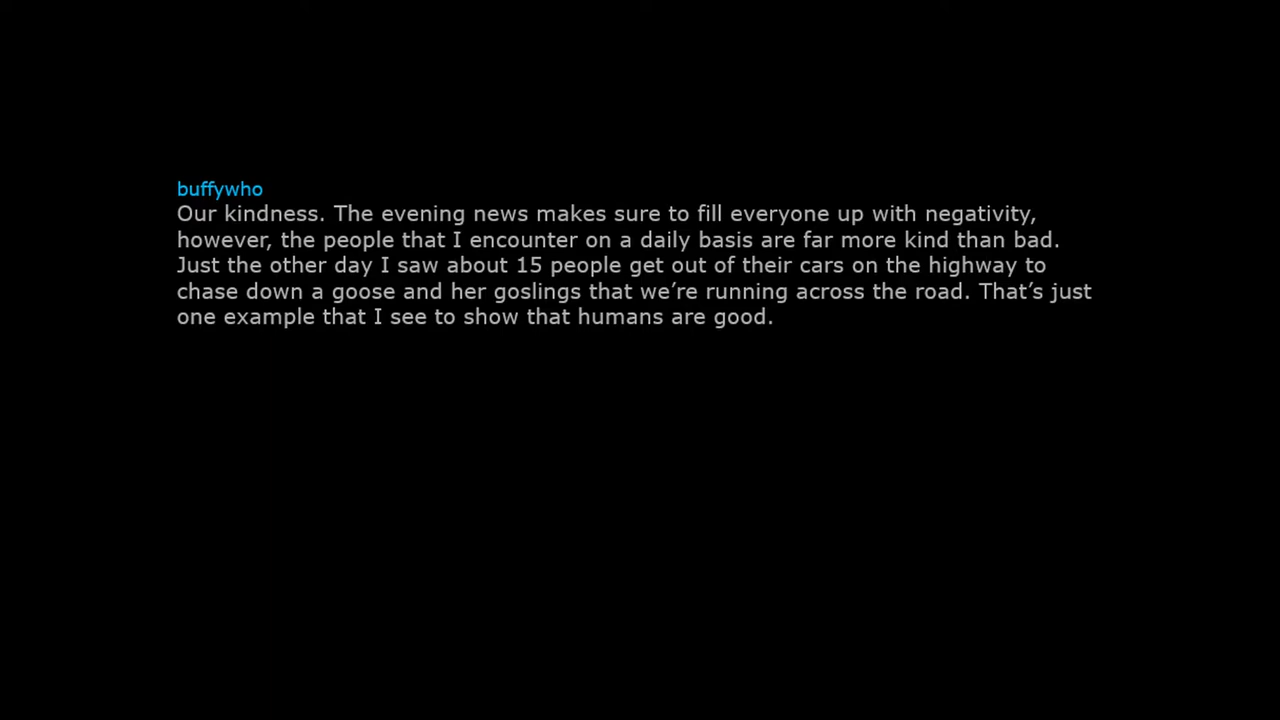 buffywho
Our kindness. The evening news makes sure to fill everyone up with negativity,
however, the people that I encounter on a daily basis are far more kind than bad.
Just the other day I saw about 15 people get out of their cars on the highway to
chase down a goose and her goslings that we’re running across the road. That’s just
one example that I see to show that humans are good.